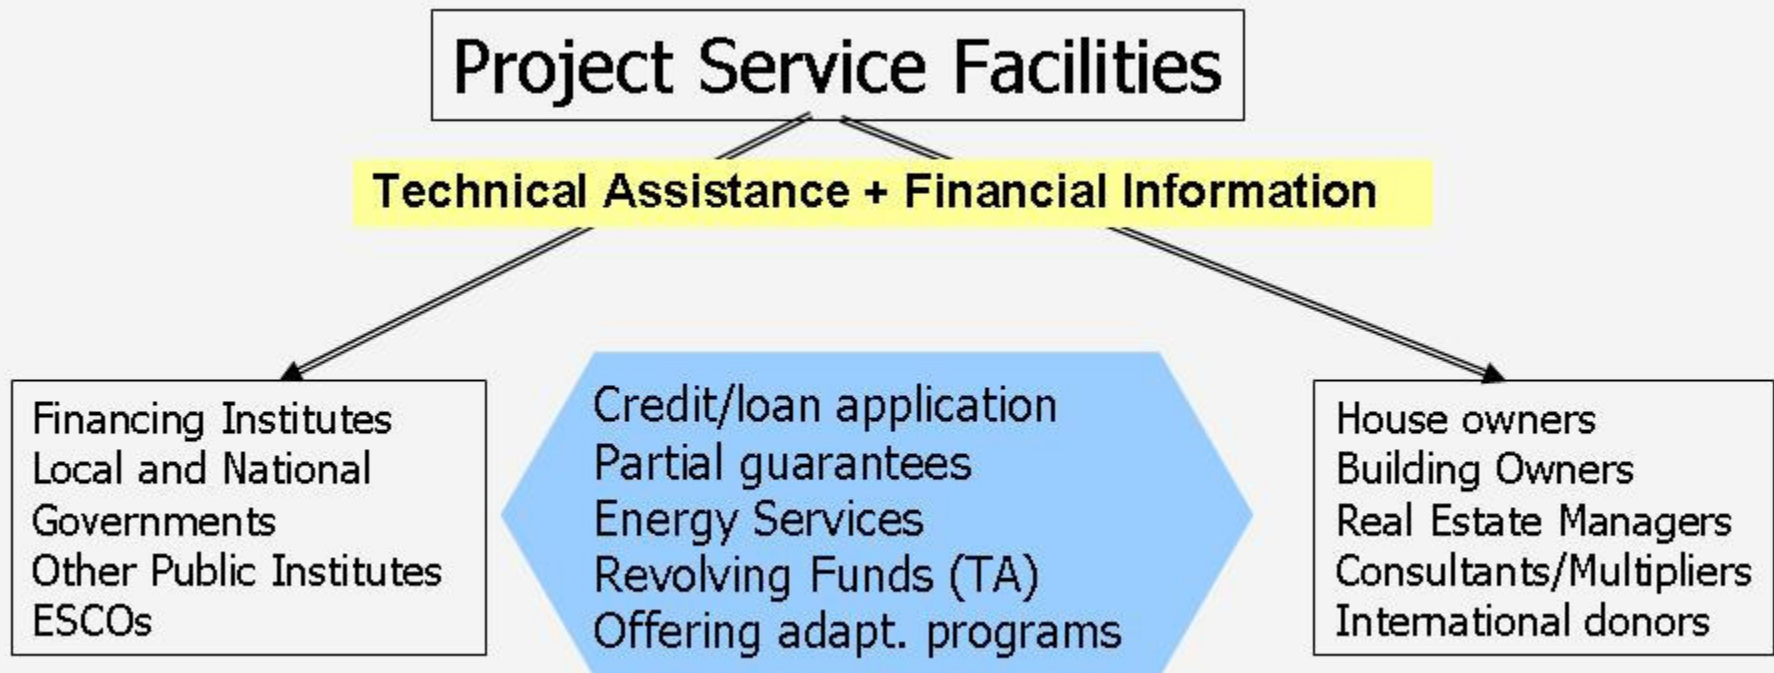 Project Service Facilities
Technical Assistance + Financial Information
Financing Institutes
Local and National
Governments
Other Public Institutes
ESCOs
Credit/loan application
Partial guarantees
Energy Services
Revolving Funds (TA)
Offering adapt. programs
House owners
Building Owners
Real Estate Managers
Consultants/Multipliers
International donors